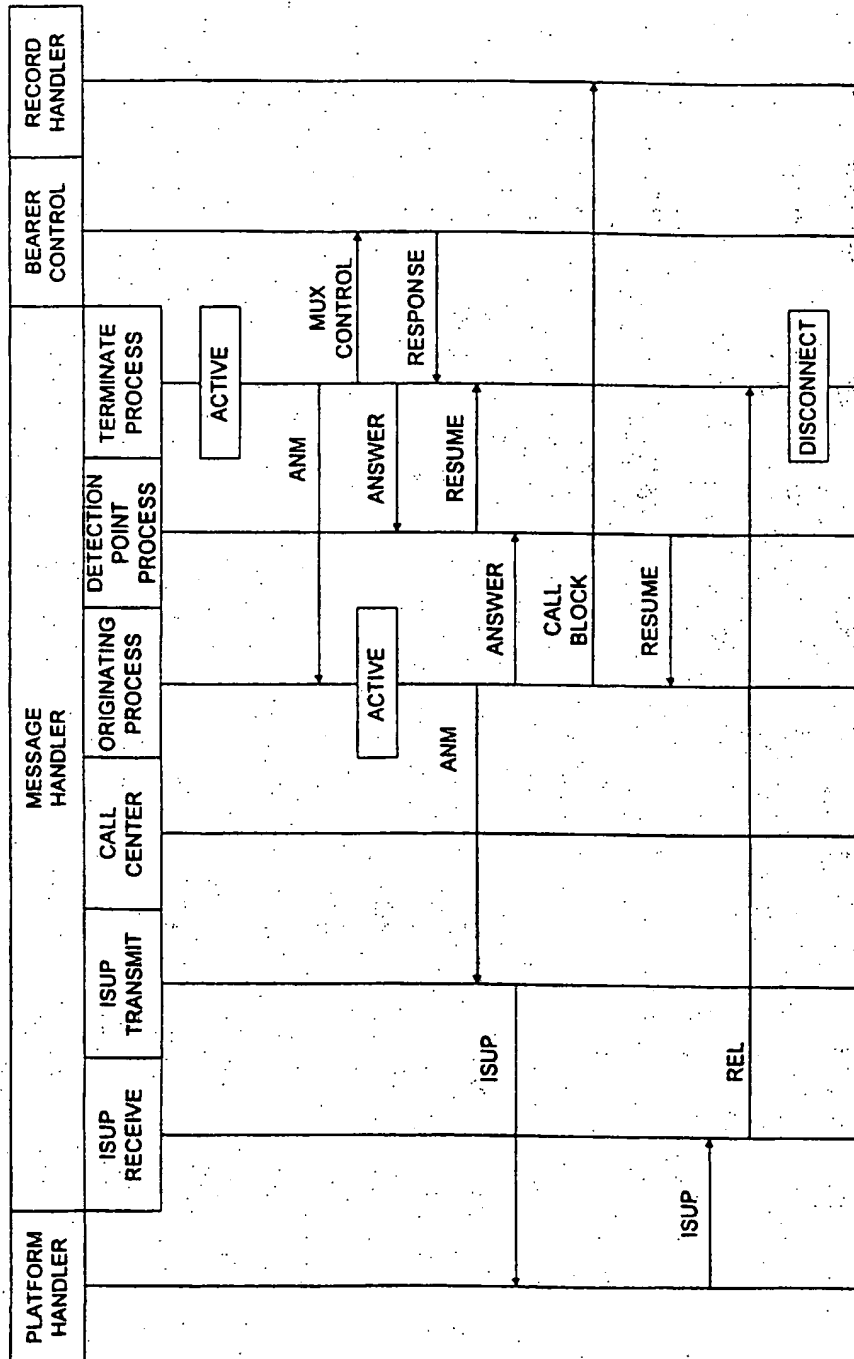 PLATFORM
HANDLER
MESSAGE
HANDLER
BEARER
CONTROL
RECORD
HANDLER
ISUP
RECEIVE
ISUP
TRANSMIT
CALL
CENTER
ORIGINATING
PROCESS
DETECTION
POINT
PROCESS
TERMINATE
PROCESS
ACTIVE
ANM
MUX
CONTROL
ACTIVE
ANSWER
RESPONSE
ANM
RESUME
ISUP
ANSWER
CALL
BLOCK
RESUME
ISUP
REL
DISCONNECT